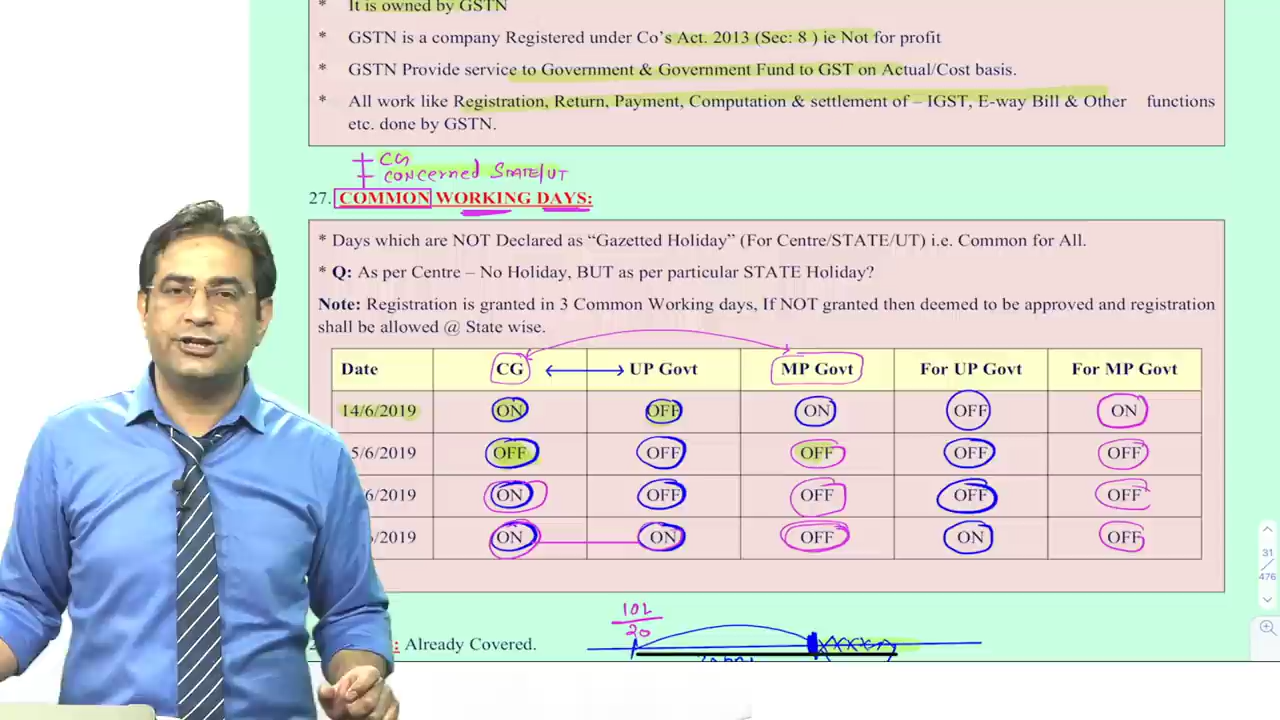 * It is owned by GSTN
* GSTN is a company Registered under Co's Act. 2013 (Sec: 8 ) ie Not for profit
* GSTN Provide service to Government & Government Fund to GST on Actual/Cost basis.
* All work like Registration, Return, Payment, Computation & settlement of – IGST, E-way Bill & Other functions
etc. done by GSTN.
CG
CONCERNED STATE/UT
27. COMMON WORKING DAYS:
* Days which are NOT Declared as “Gazetted Holiday” (For Centre/STATE/UT) i.e. Common for All.
* Q: As per Centre – No Holiday, BUT as per particular STATE Holiday?
Note: Registration is granted in 3 Common Working days, If NOT granted then deemed to be approved and registration
shall be allowed @ State wise.
Date CG UP Govt MP Govt For UP Govt For MP Govt
14/6/2019 ON OFF ON OFF ON
5/6/2019 OFF OFF OFF OFF OFF
/6/2019 ON OFF OFF OFF OFF
/2019 ON ON OFF ON OFF
31
/
476
10L
20
: Already Covered.